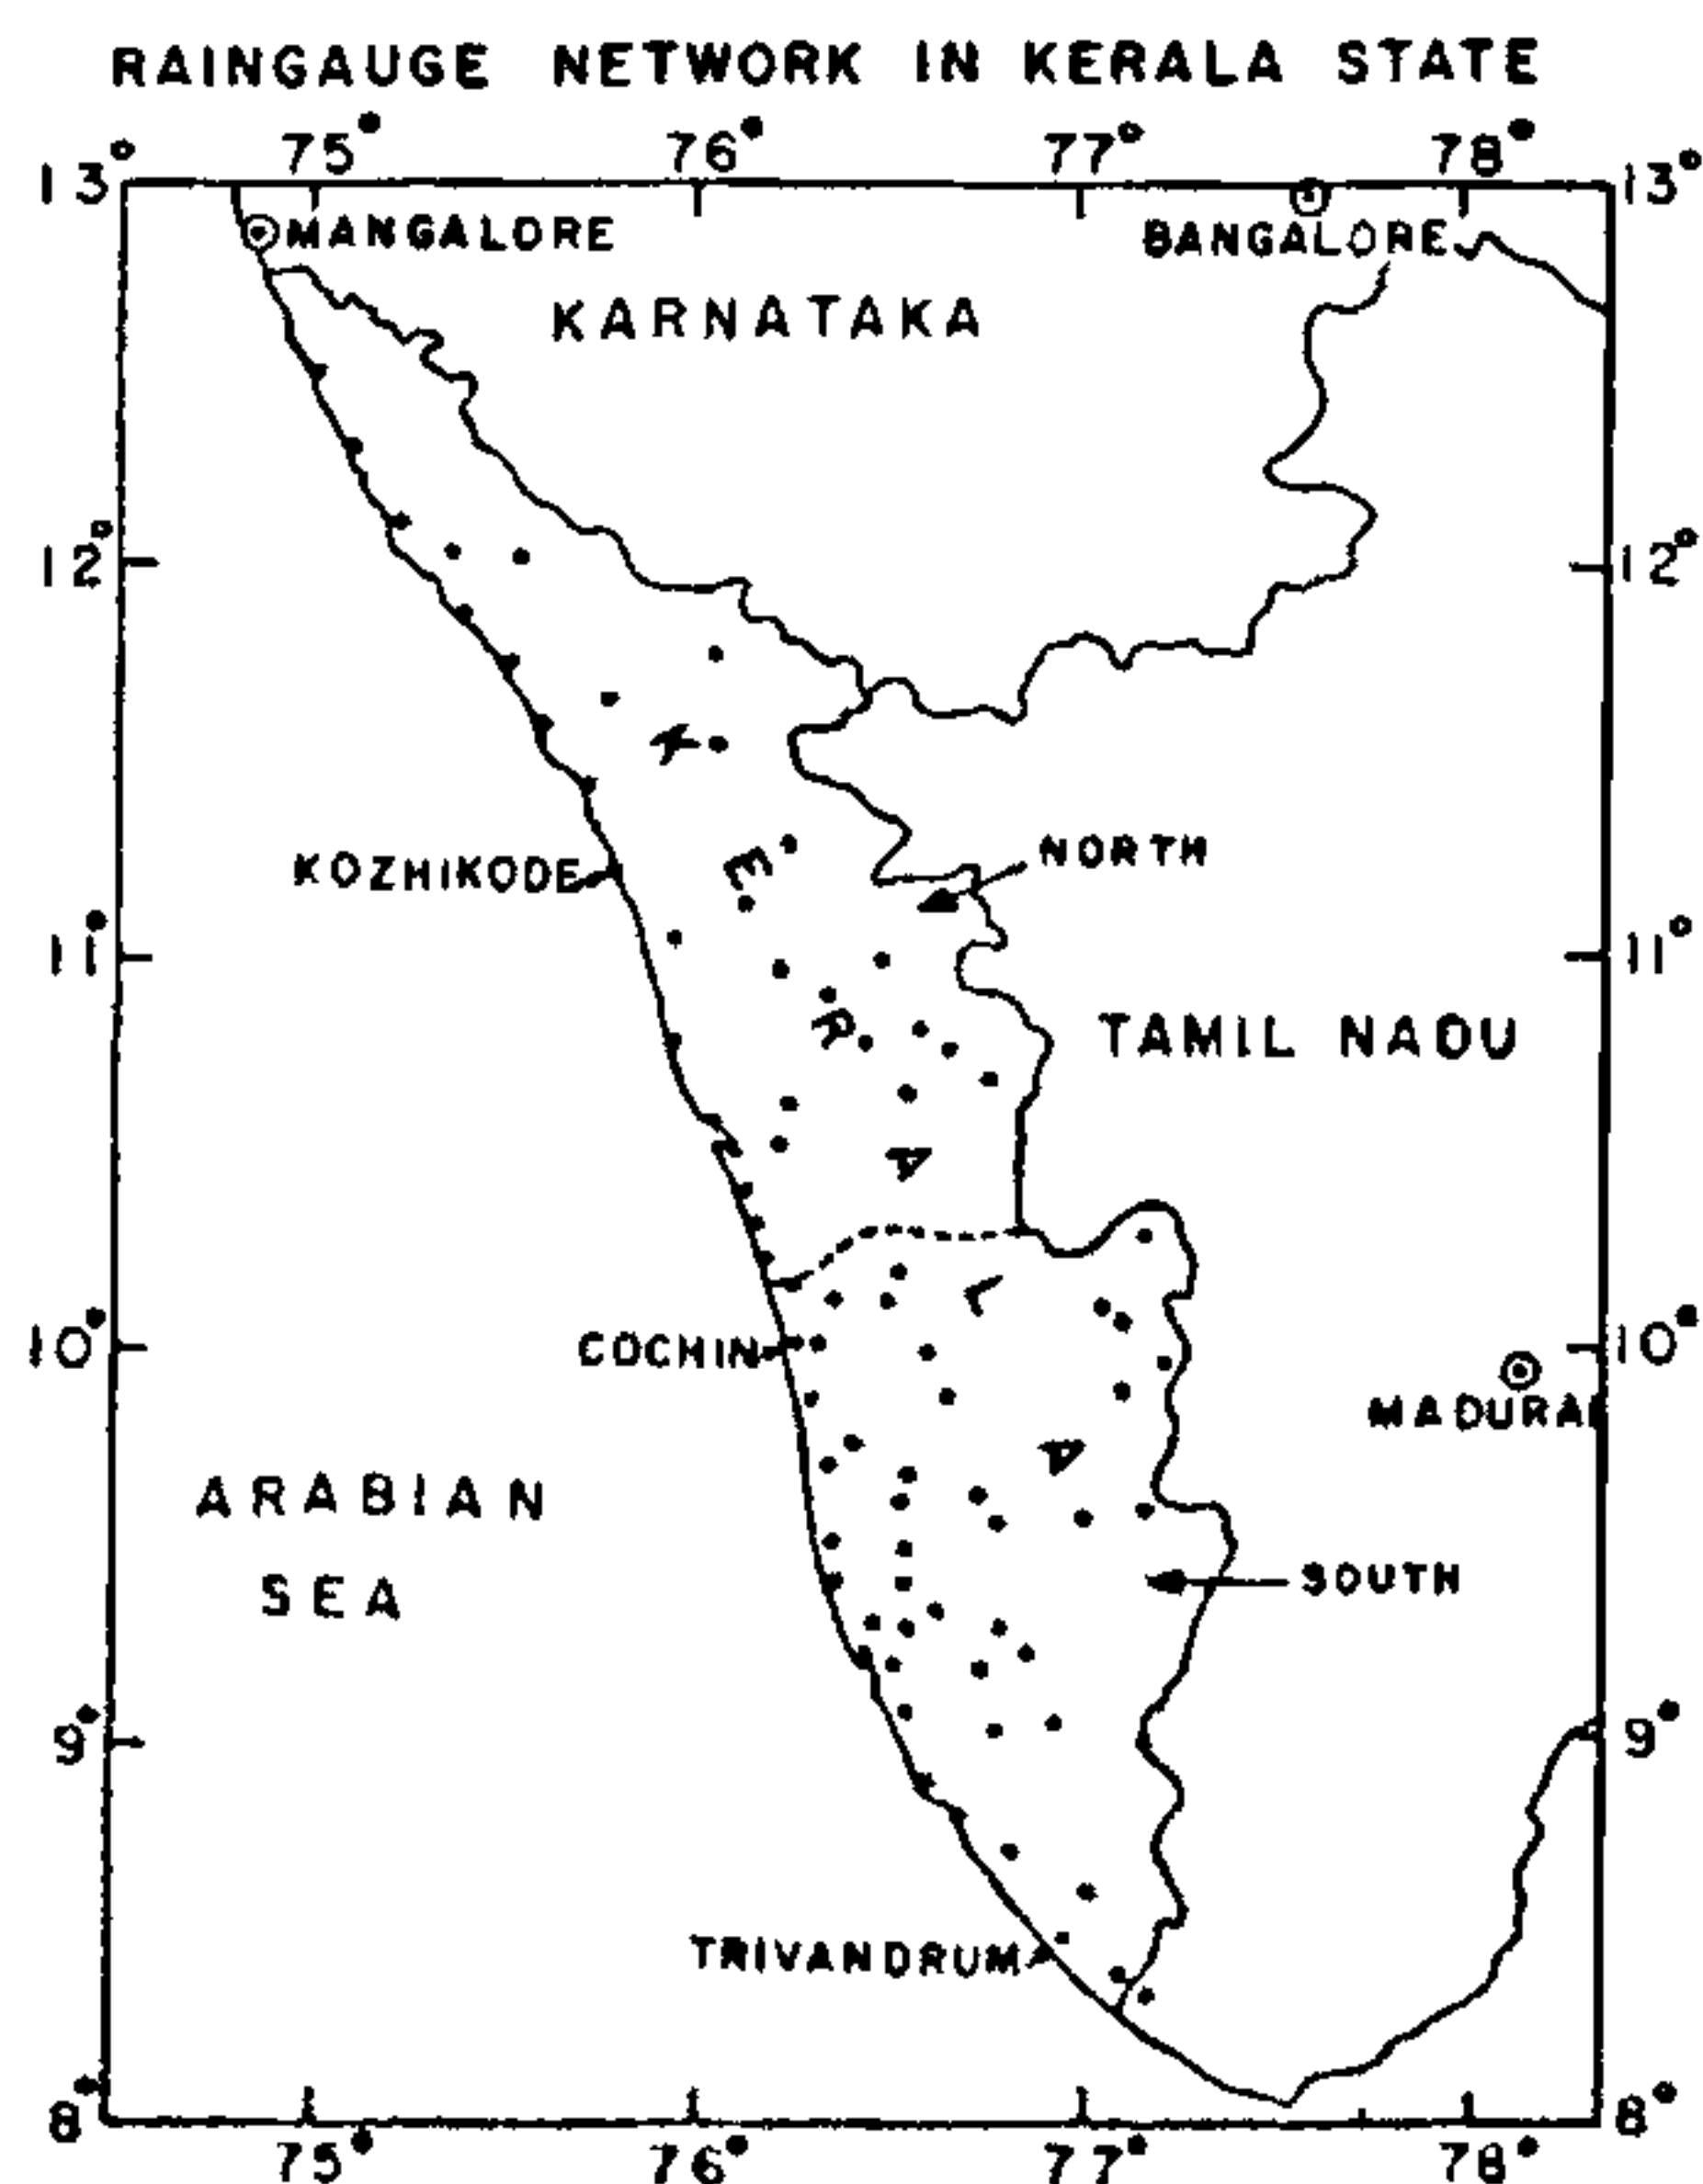 RAINGAUGE NETWORK IN KERALA STATE
75° 76° 77° 78°
13° 13°
MANGALORE BANGALORE
KARNATAKA
12° 12°
KOZHIKODE NORTH
11° 11°
KERALA
TAMIL NADU
10° 10°
COCHIN
MADURAI
ARABIAN
SEA
SOUTH
9° 9°
TRIVANDRUM
8° 8°
75° 76° 77° 78°